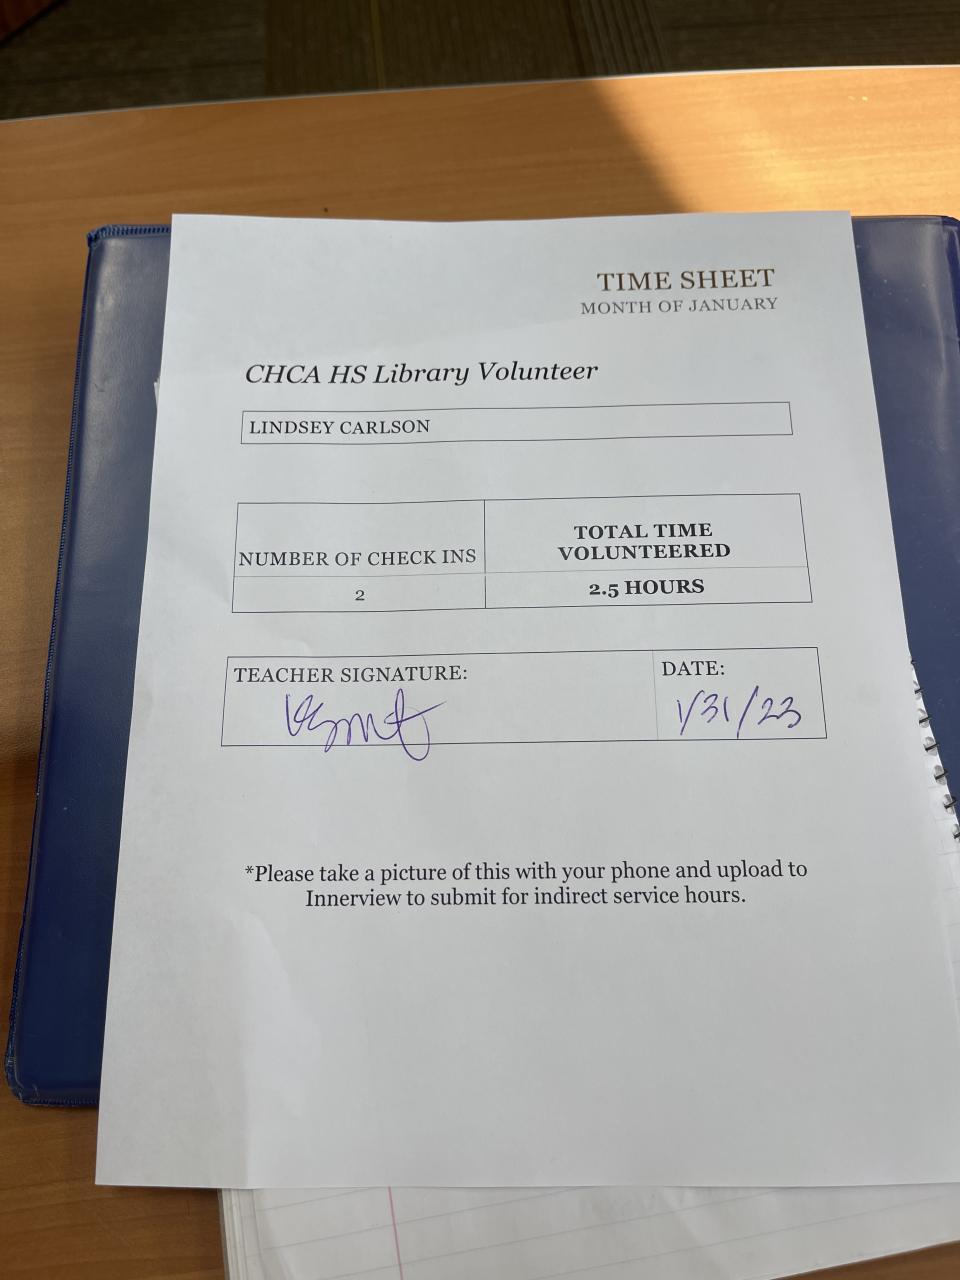 TIME SHEET
MONTH OF JANUARY
CHCA HS Library Volunteer
LINDSEY CARLSON
NUMBER OF CHECK INS
TOTAL TIME
VOLUNTEERED
2
2.5 HOURS
TEACHER SIGNATURE:
DATE:
1/31/23
*Please take a picture of this with your phone and upload to
Innerview to submit for indirect service hours.